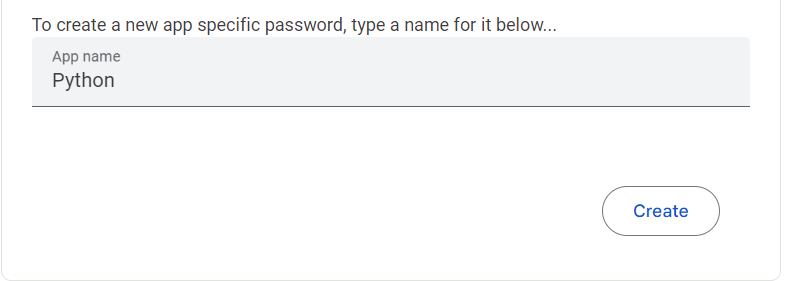 To create a new app specific password, type a name for it below...
App name
Python
Create